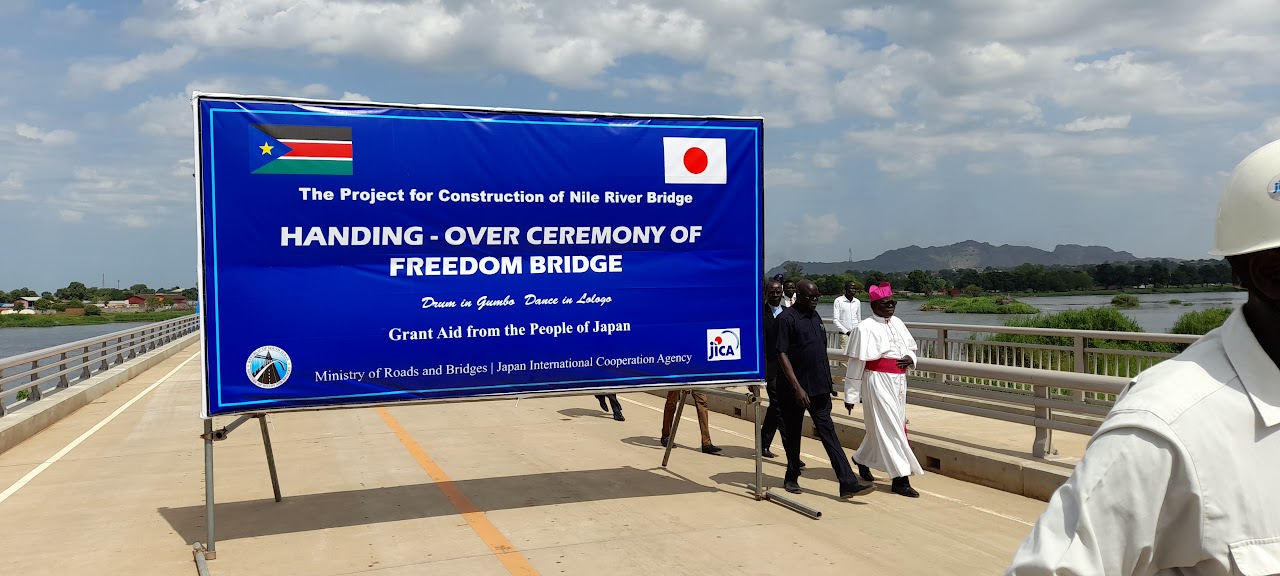 The Project for Construction of Nile River Bridge
HANDING - OVER CEREMONY OF
FREEDOM BRIDGE
Drum in Gumbo Dance in Lologo
Grant Aid from the People of Japan
jICA
Ministry of Roads and Bridges | Japan International Cooperation Agency